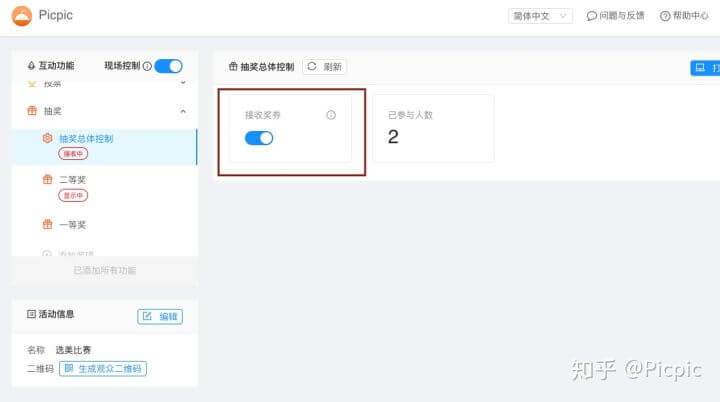 Picpic
简体中文
问题与反馈
帮助中心
互动功能
现场控制
投票
抽奖
抽奖总体控制
接收中
二等奖
显示中
一等奖
添加奖项
已添加所有功能
活动信息
编辑
名称 选美比赛
二维码 生成观众二维码
抽奖总体控制
刷新
打
接收奖券
已参与人数
2
知乎 @Picpic